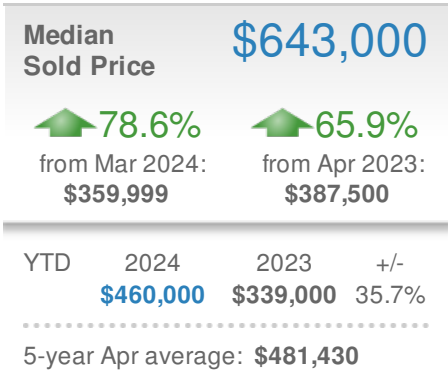 Median $643,000
Sold Price
78.6% 65.9%
from Mar 2024: from Apr 2023:
$359,999 $387,500
YTD 2024 2023 +/-
$460,000 $339,000 35.7%
5-year Apr average: $481,430